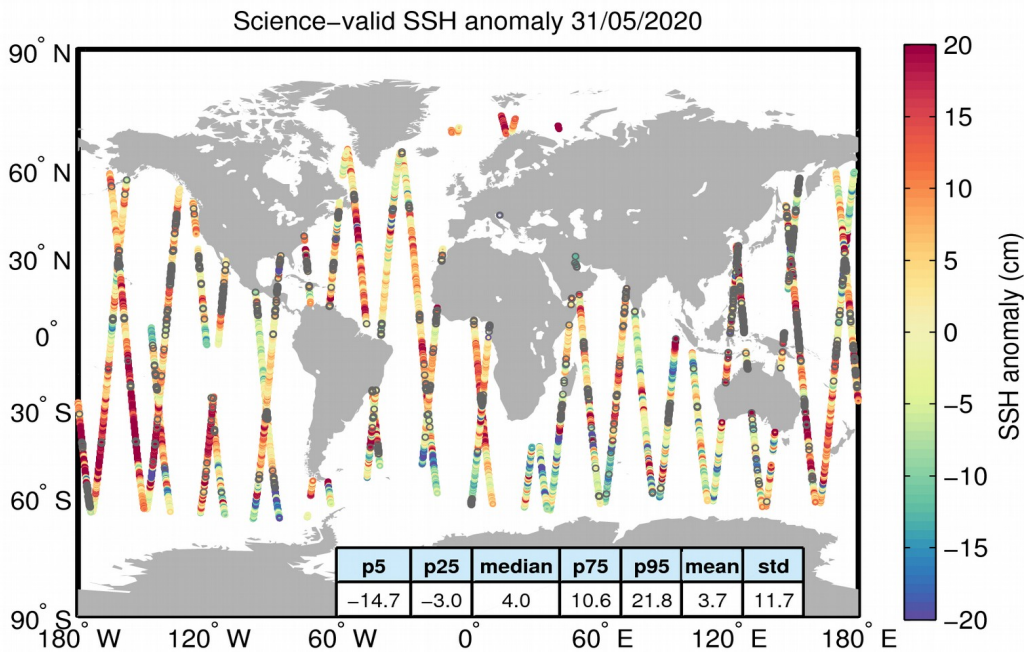 Science−valid SSH anomaly 31/05/2020
90° N
60° N
30° N
0°
30° S
60° S
90° S
180° W
120° W
60° W
0°
60° E
120° E
180° E
p5 p25 median p75 p95 mean std
−14.7 −3.0 4.0 10.6 21.8 3.7 11.7
20
15
10
5
0
−5
−10
−15
−20
SSH anomaly (cm)